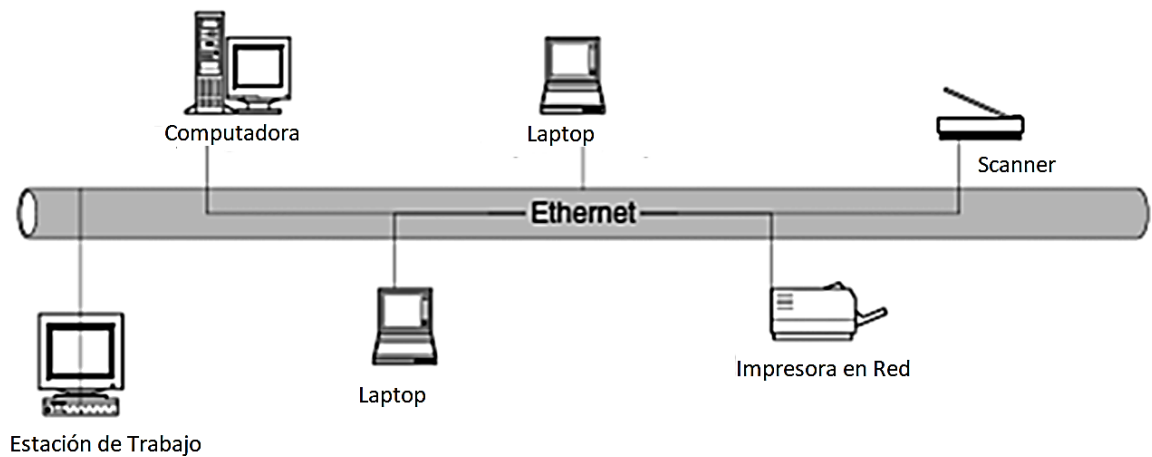 Computadora
Laptop
Scanner
Ethernet
Laptop
Impresora en Red
Estación de Trabajo